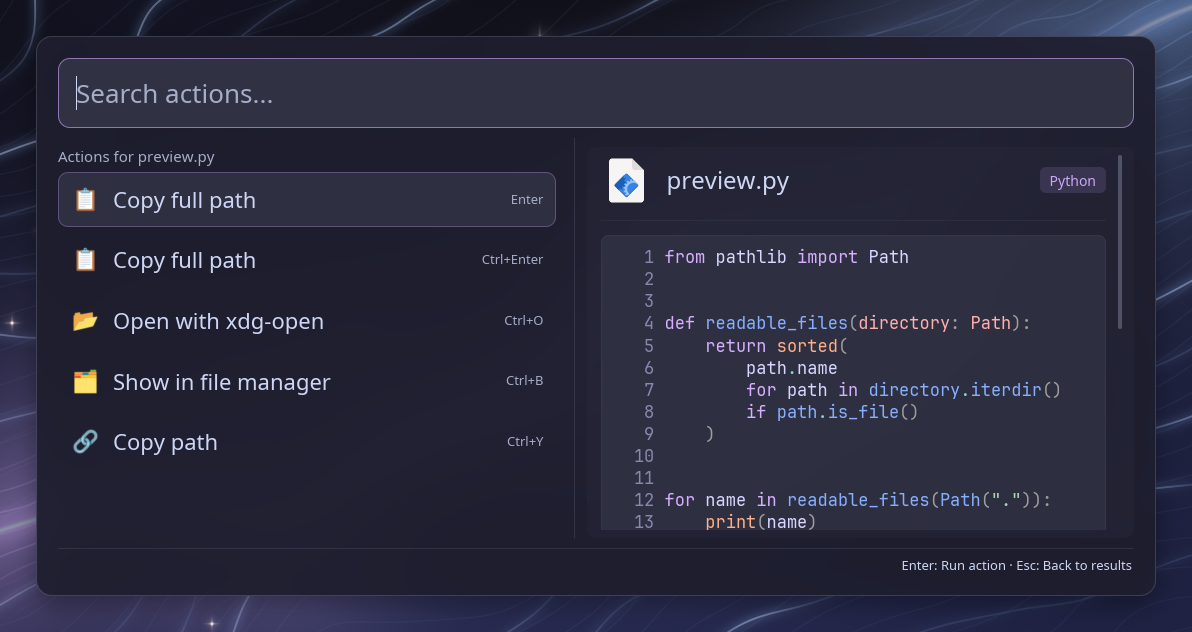 Search actions...
Actions for preview.py
Copy full path Enter
Copy full path Ctrl+Enter
Open with xdg-open Ctrl+O
Show in file manager Ctrl+B
Copy path Ctrl+Y
preview.py Python
1 from pathlib import Path
2
3
4 def readable_files(directory: Path):
5     return sorted(
6         path.name
7         for path in directory.iterdir()
8         if path.is_file()
9     )
10
11
12 for name in readable_files(Path(".")):
13     print(name)
Enter: Run action · Esc: Back to results